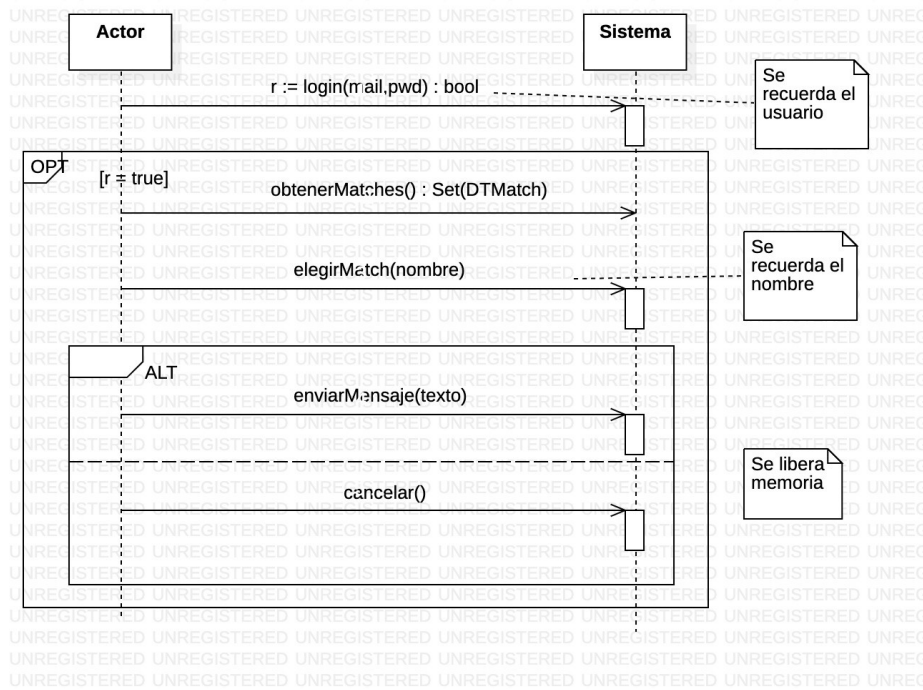 Actor
Sistema
r := login(mail,pwd) : bool
Se
recuerda el
usuario
OPT
[r = true]
obtenerMatches() : Set(DTMatch)
elegirMatch(nombre)
Se
recuerda el
nombre
ALT
enviarMensaje(texto)
Se libera
memoria
cancelar()
UNREGISTERED